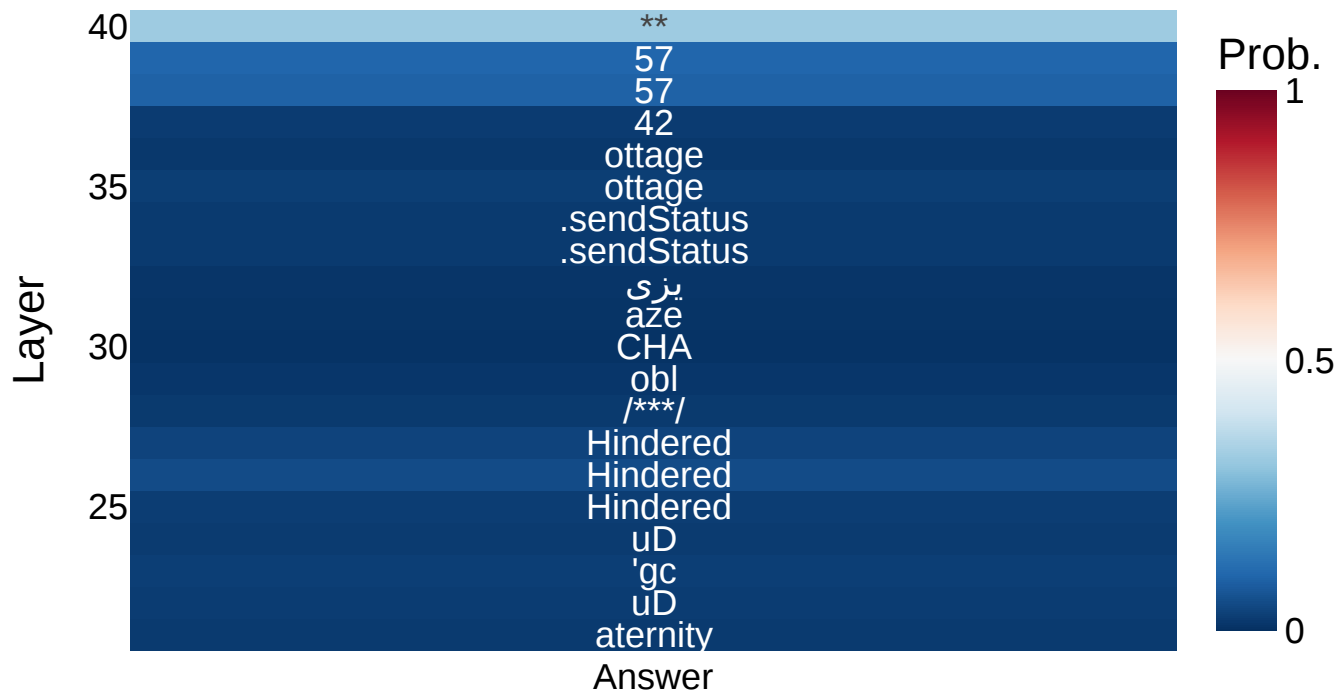 40
**
Prob.
57
1
57
42
ottage
35
ottage
.sendStatus
.sendStatus
Layer
یزی
aze
30
CHA
0.5
obl
/***/
Hindered
Hindered
25
Hindered
uD
'gc
uD
0
aternity
Answer